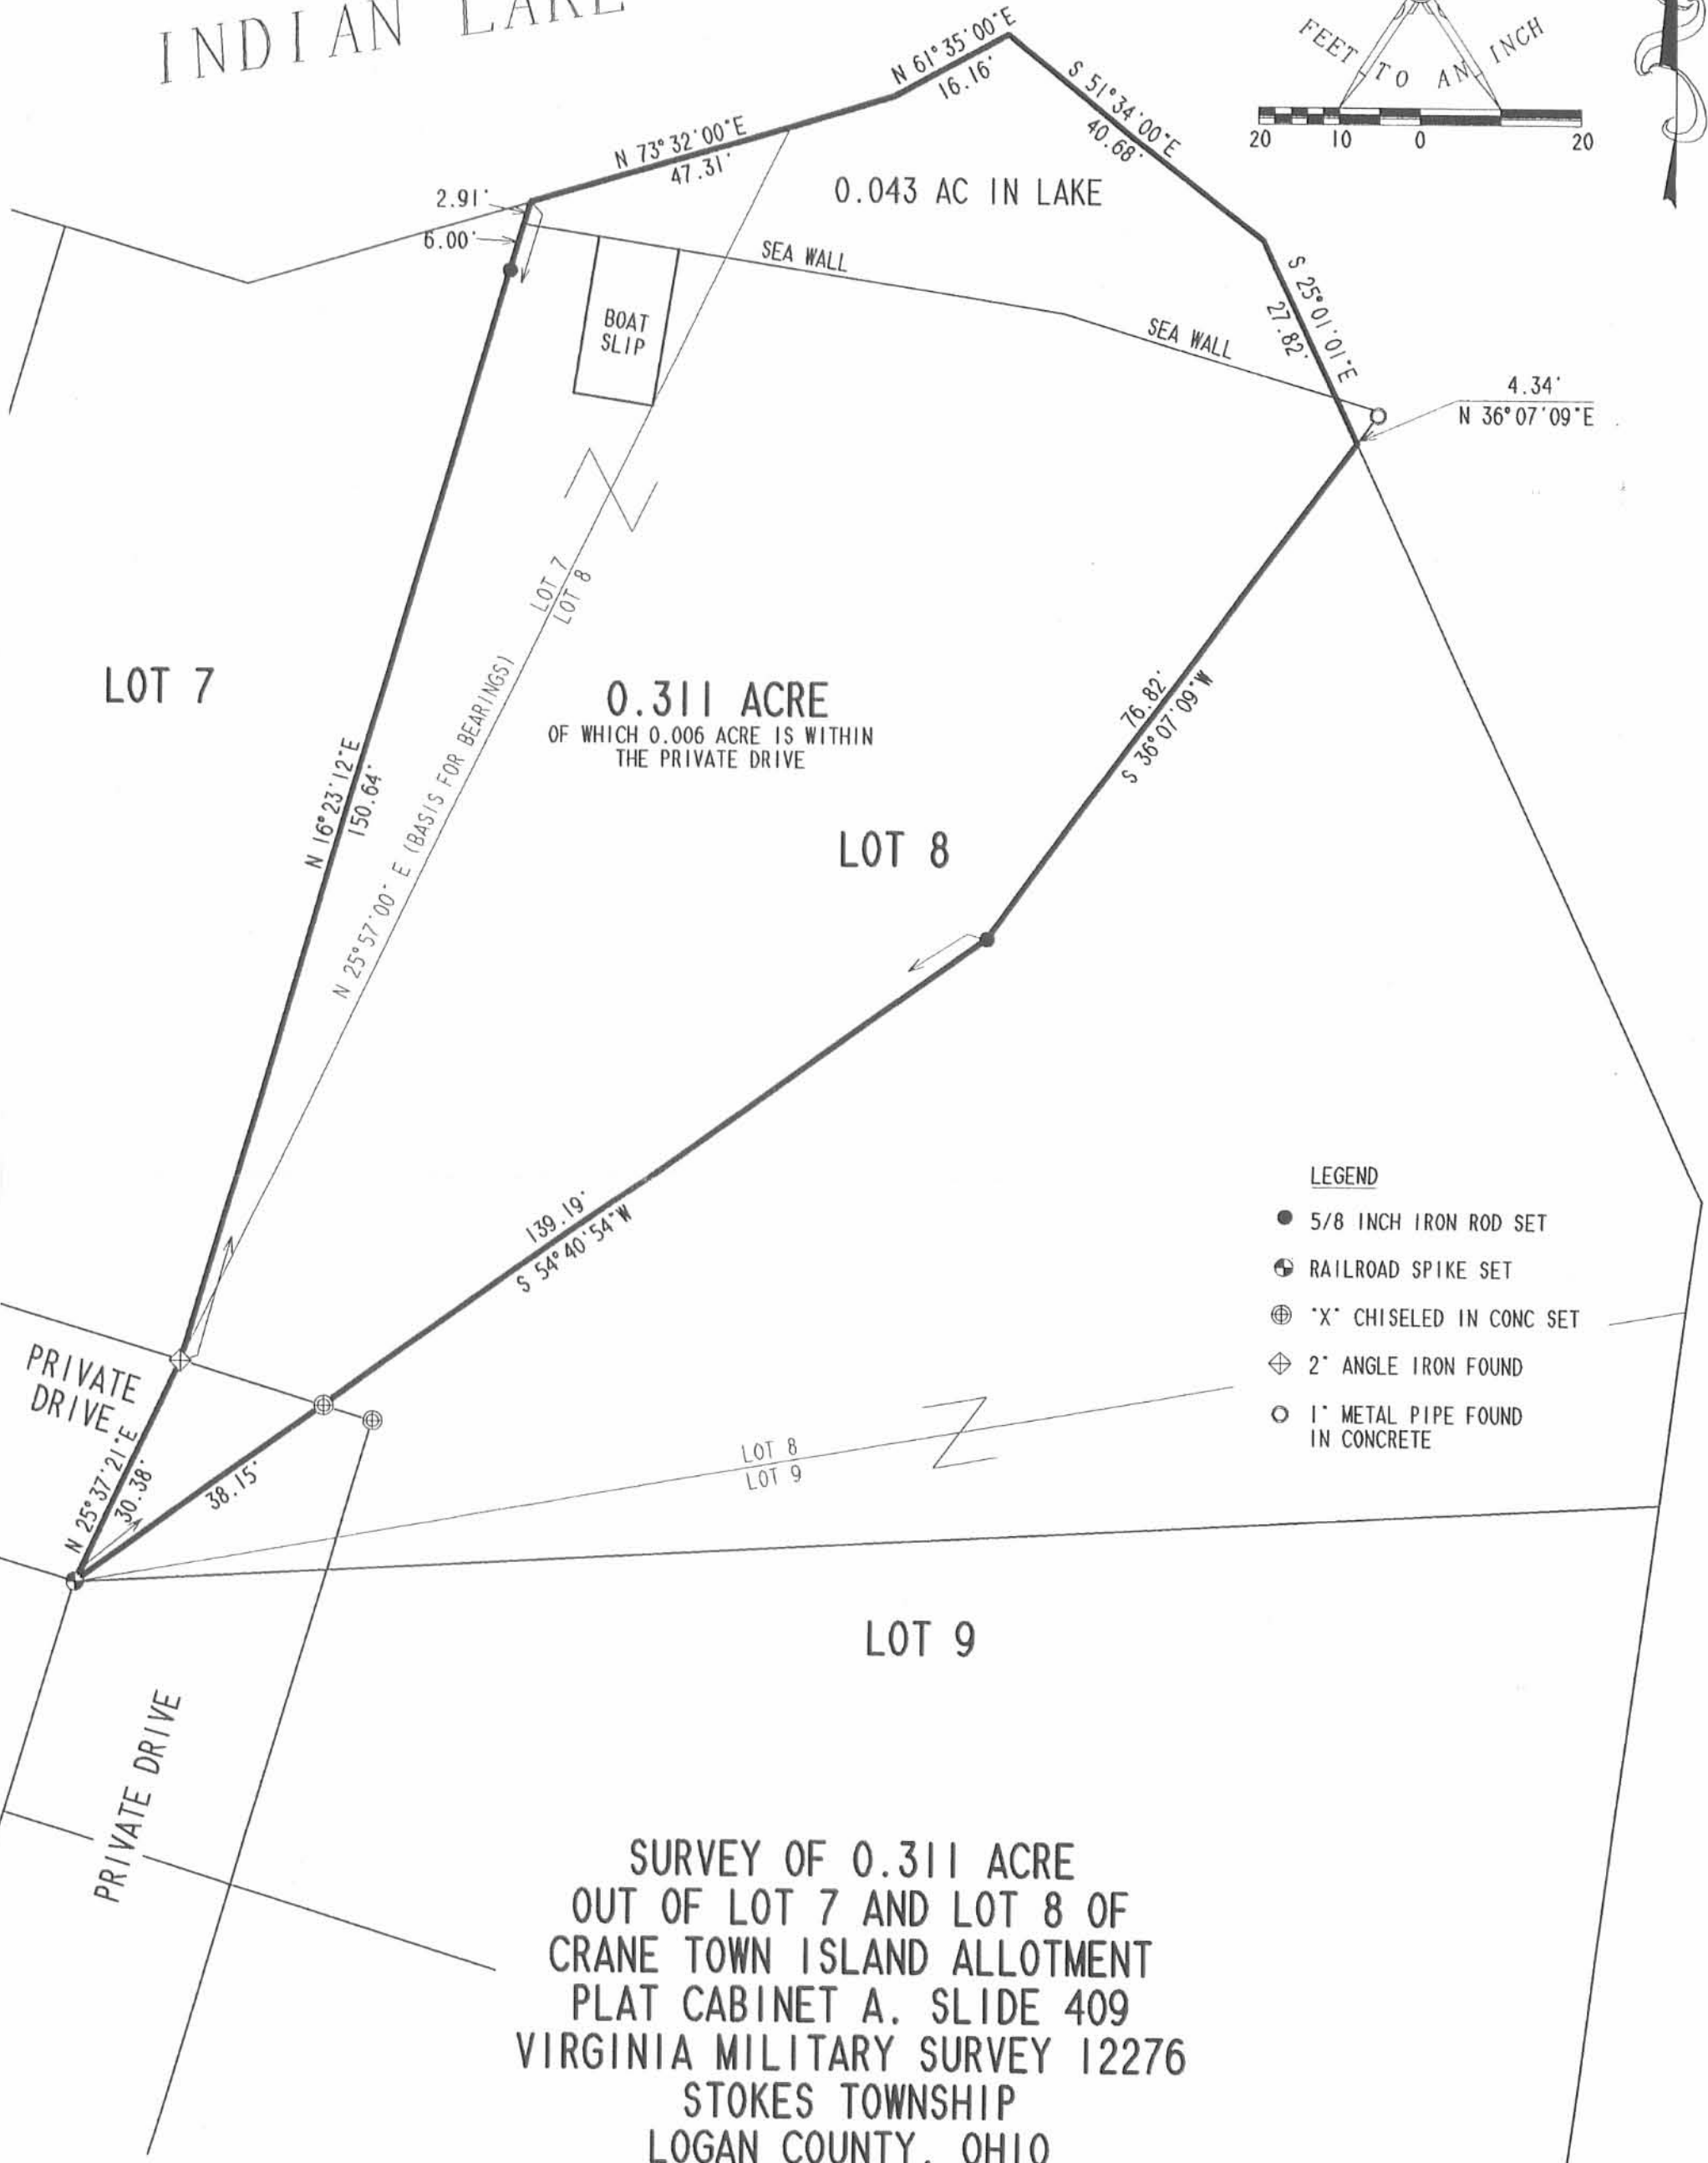 INDIAN LAKE
FEET TO AN INCH
20 10 0 20
N 61°35'00"E
16.16'
S 51°34'00"E
40.68'
N 73°32'00"E
47.31'
0.043 AC IN LAKE
2.91'
6.00'
SEA WALL
S 25°01'01"E
27.82'
BOAT
SLIP
SEA WALL
4.34'
N 36°07'09"E
LOT 7
LOT 8
LOT 7
N 25°57'00" E (BASIS FOR BEARINGS)
0.311 ACRE
OF WHICH 0.006 ACRE IS WITHIN
THE PRIVATE DRIVE
76.82'
S 36°07'09"W
N 16°23'12"E
150.64'
LOT 8
139.19'
S 54°40'54"W
LEGEND
5/8 INCH IRON ROD SET
RAILROAD SPIKE SET
"X" CHISELED IN CONC SET
2" ANGLE IRON FOUND
1" METAL PIPE FOUND
IN CONCRETE
PRIVATE
DRIVE
N 25°37'21"E
30.38'
38.15'
LOT 8
LOT 9
LOT 9
PRIVATE DRIVE
SURVEY OF 0.311 ACRE
OUT OF LOT 7 AND LOT 8 OF
CRANE TOWN ISLAND ALLOTMENT
PLAT CABINET A. SLIDE 409
VIRGINIA MILITARY SURVEY 12276
STOKES TOWNSHIP
LOGAN COUNTY, OHIO